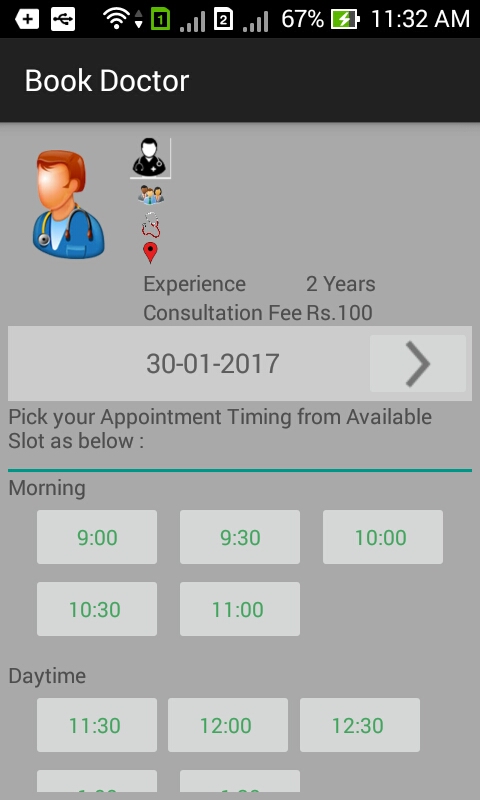 1 2 67% 11:32 AM
Book Doctor
Experience 2 Years
Consultation Fee Rs.100
30-01-2017
Pick your Appointment Timing from Available
Slot as below :
Morning
9:00 9:30 10:00
10:30 11:00
Daytime
11:30 12:00 12:30